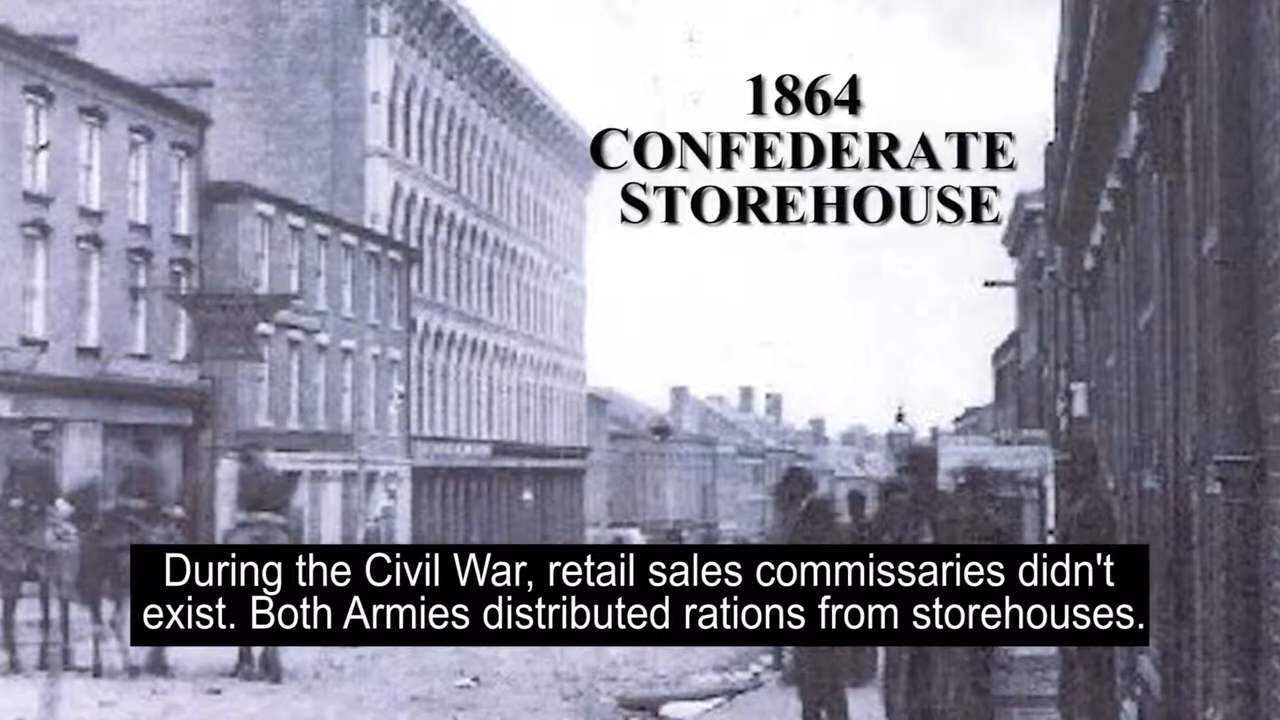 1864
CONFEDERATE
STOREHOUSE
During the Civil War, retail sales commissaries didn't
exist. Both Armies distributed rations from storehouses.